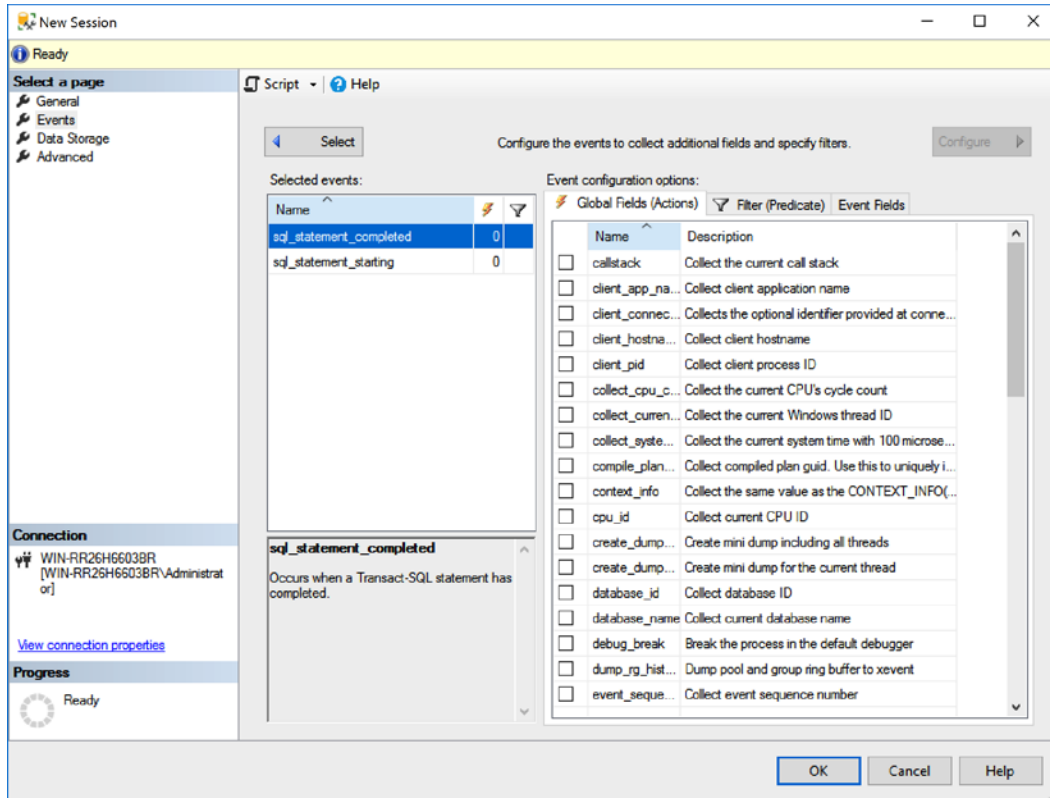 New Session
Ready
Select a page
General
Events
Data Storage
Advanced
Script
Help
Select
Configure the events to collect additional fields and specify filters.
Configure
Selected events:
Name
sql_statement_completed 0
sql_statement_starting 0
sql_statement_completed
Occurs when a Transact-SQL statement has
completed.
Event configuration options:
Global Fields (Actions) Filter (Predicate) Event Fields
Name Description
callstack Collect the current call stack
client_app_na... Collect client application name
client_connec... Collects the optional identifier provided at conne...
client_hostna... Collect client hostname
client_pid Collect client process ID
collect_cpu_c... Collect the current CPU's cycle count
collect_curren... Collect the current Windows thread ID
collect_syste... Collect the current system time with 100 microse...
compile_plan... Collect compiled plan guid. Use this to uniquely i...
context_info Collect the same value as the CONTEXT_INFO(...
cpu_id Collect current CPU ID
create_dump... Create mini dump including all threads
create_dump... Create mini dump for the current thread
database_id Collect database ID
database_name Collect current database name
debug_break Break the process in the default debugger
dump_rg_hist... Dump pool and group ring buffer to xevent
event_seque... Collect event sequence number
Connection
WIN-RR26H6603BR
[WIN-RR26H6603BR\Administrat
or]
View connection properties
Progress
Ready
OK Cancel Help